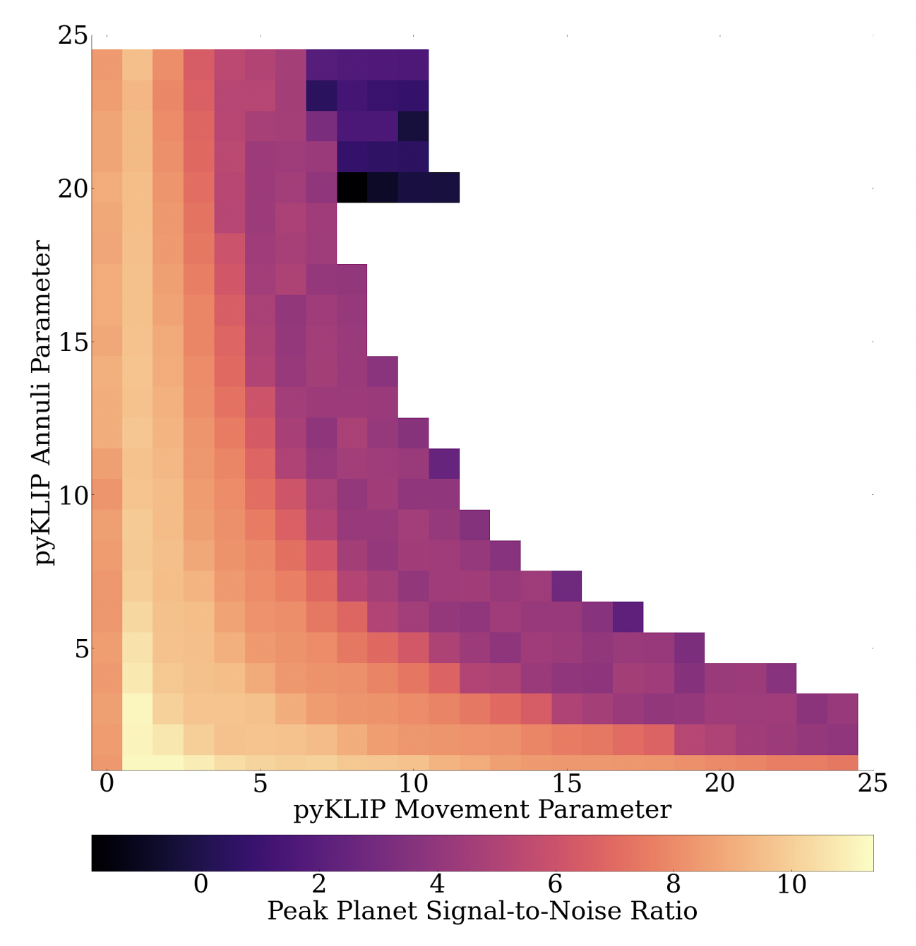 25
20
15
10
5
pyKLIP Annuli Parameter
0 5 10 15 20 25
pyKLIP Movement Parameter
0 2 4 6 8 10
Peak Planet Signal-to-Noise Ratio